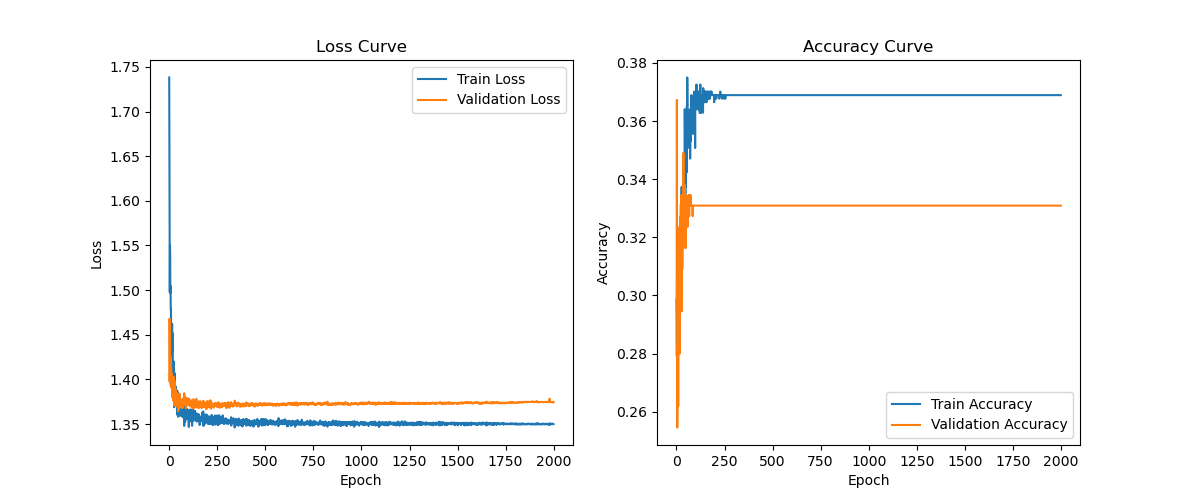 Loss Curve
1.75
1.70
1.65
1.60
1.55
1.50
1.45
1.40
1.35
Loss
Train Loss
Validation Loss
0 250 500 750 1000 1250 1500 1750 2000
Epoch
Accuracy Curve
0.38
0.36
0.34
0.32
0.30
0.28
0.26
Accuracy
Train Accuracy
Validation Accuracy
0 250 500 750 1000 1250 1500 1750 2000
Epoch